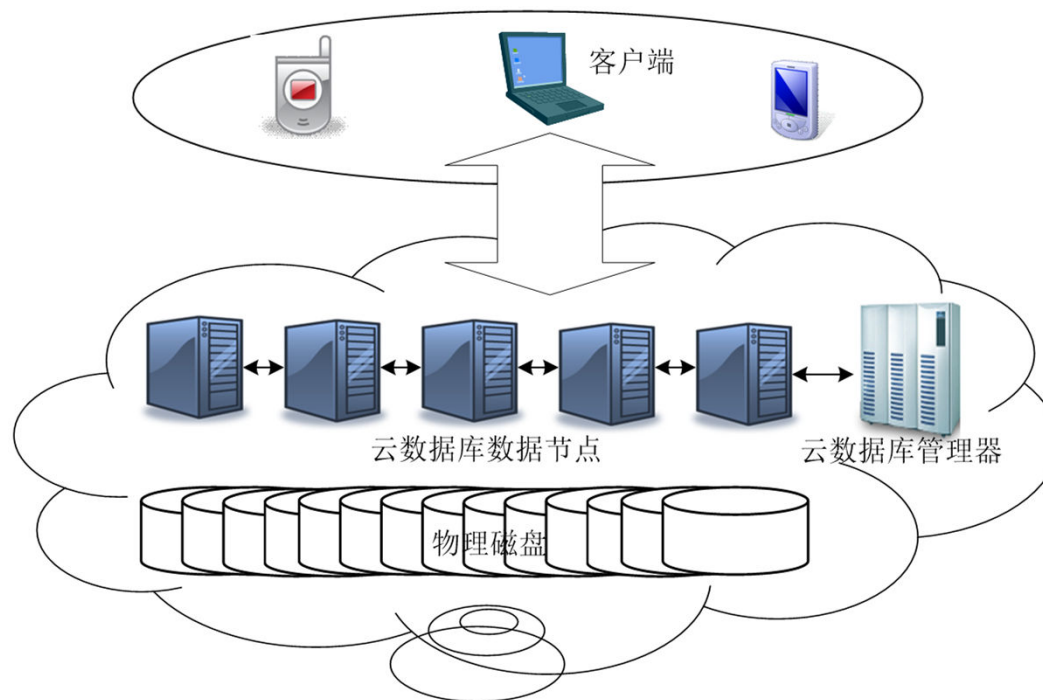 客户端
云数据库数据节点
云数据库管理器
物理磁盘